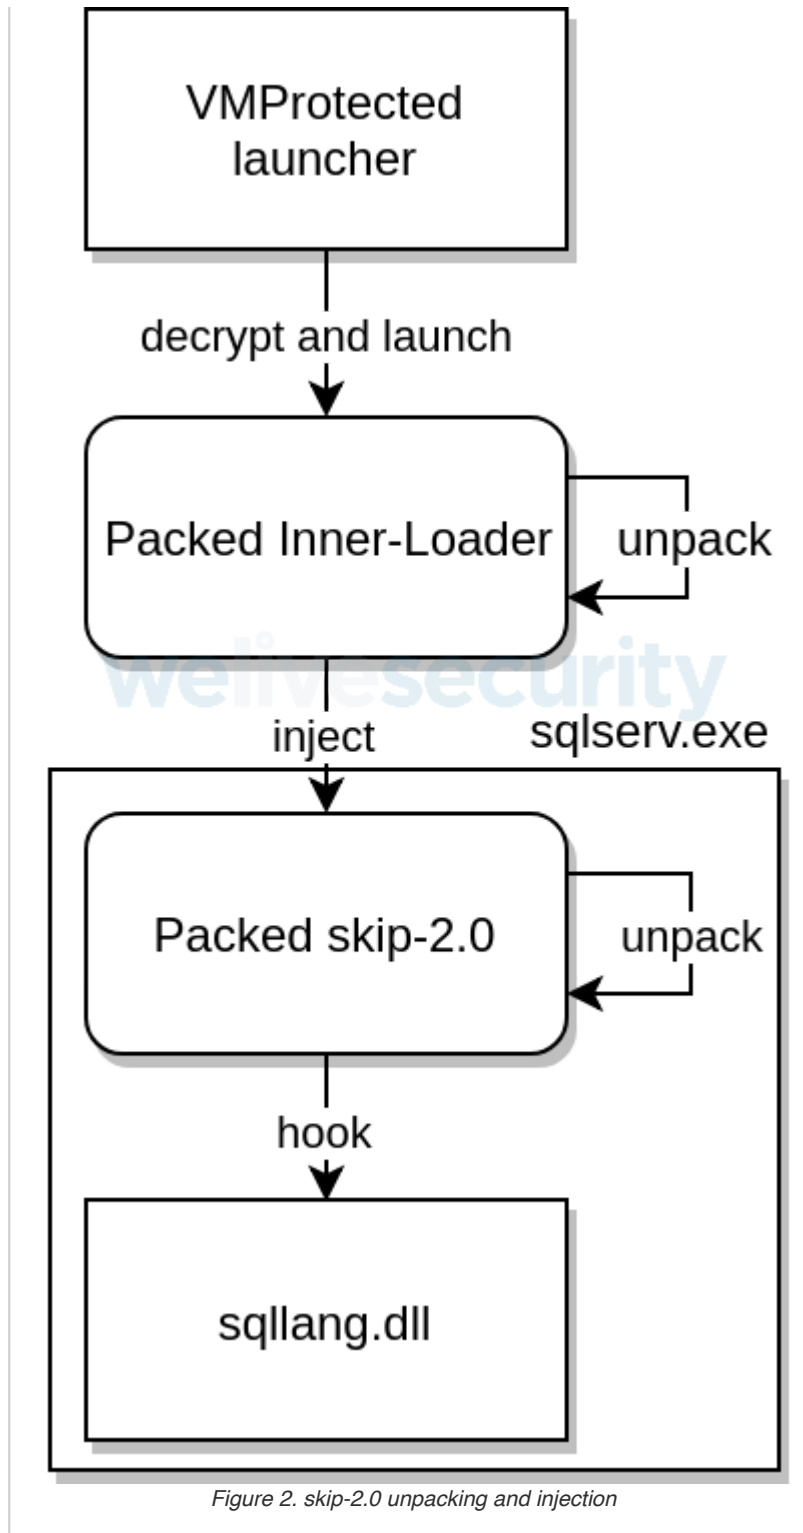 VMProtected
launcher
decrypt and launch
Packed Inner-Loader
unpack
welivesecurity
inject
sqlserv.exe
Packed skip-2.0
unpack
hook
sqllang.dll
Figure 2. skip-2.0 unpacking and injection